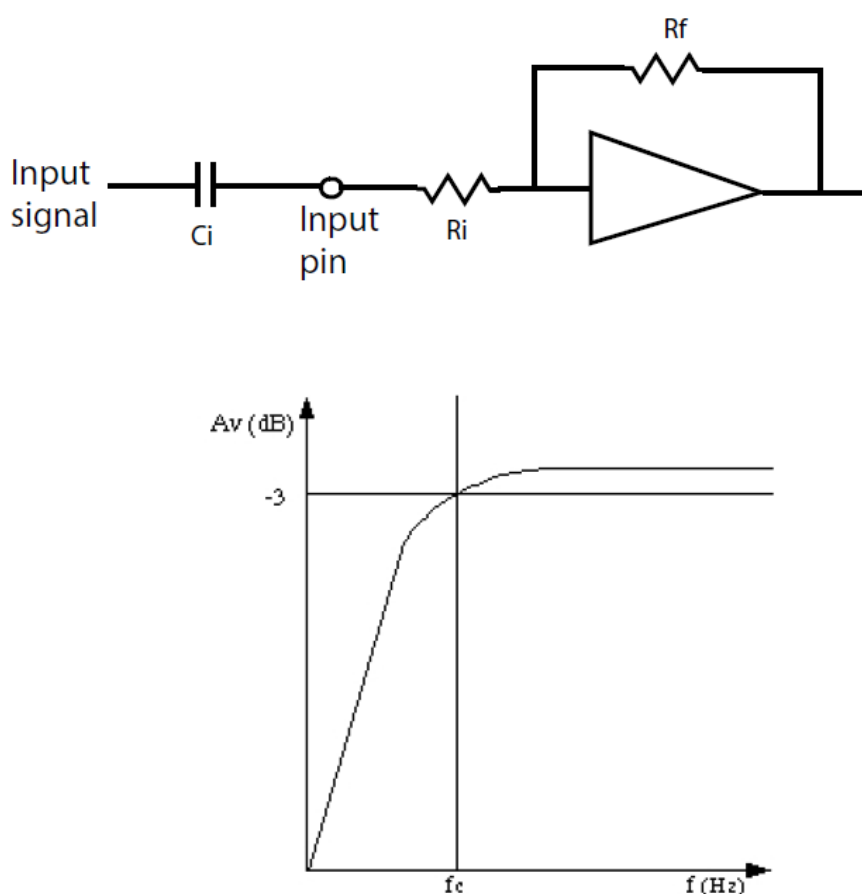 Rf
Input
signal
Ci
Input
pin
Ri
Av (dB)
-3
fc
f (Hz)